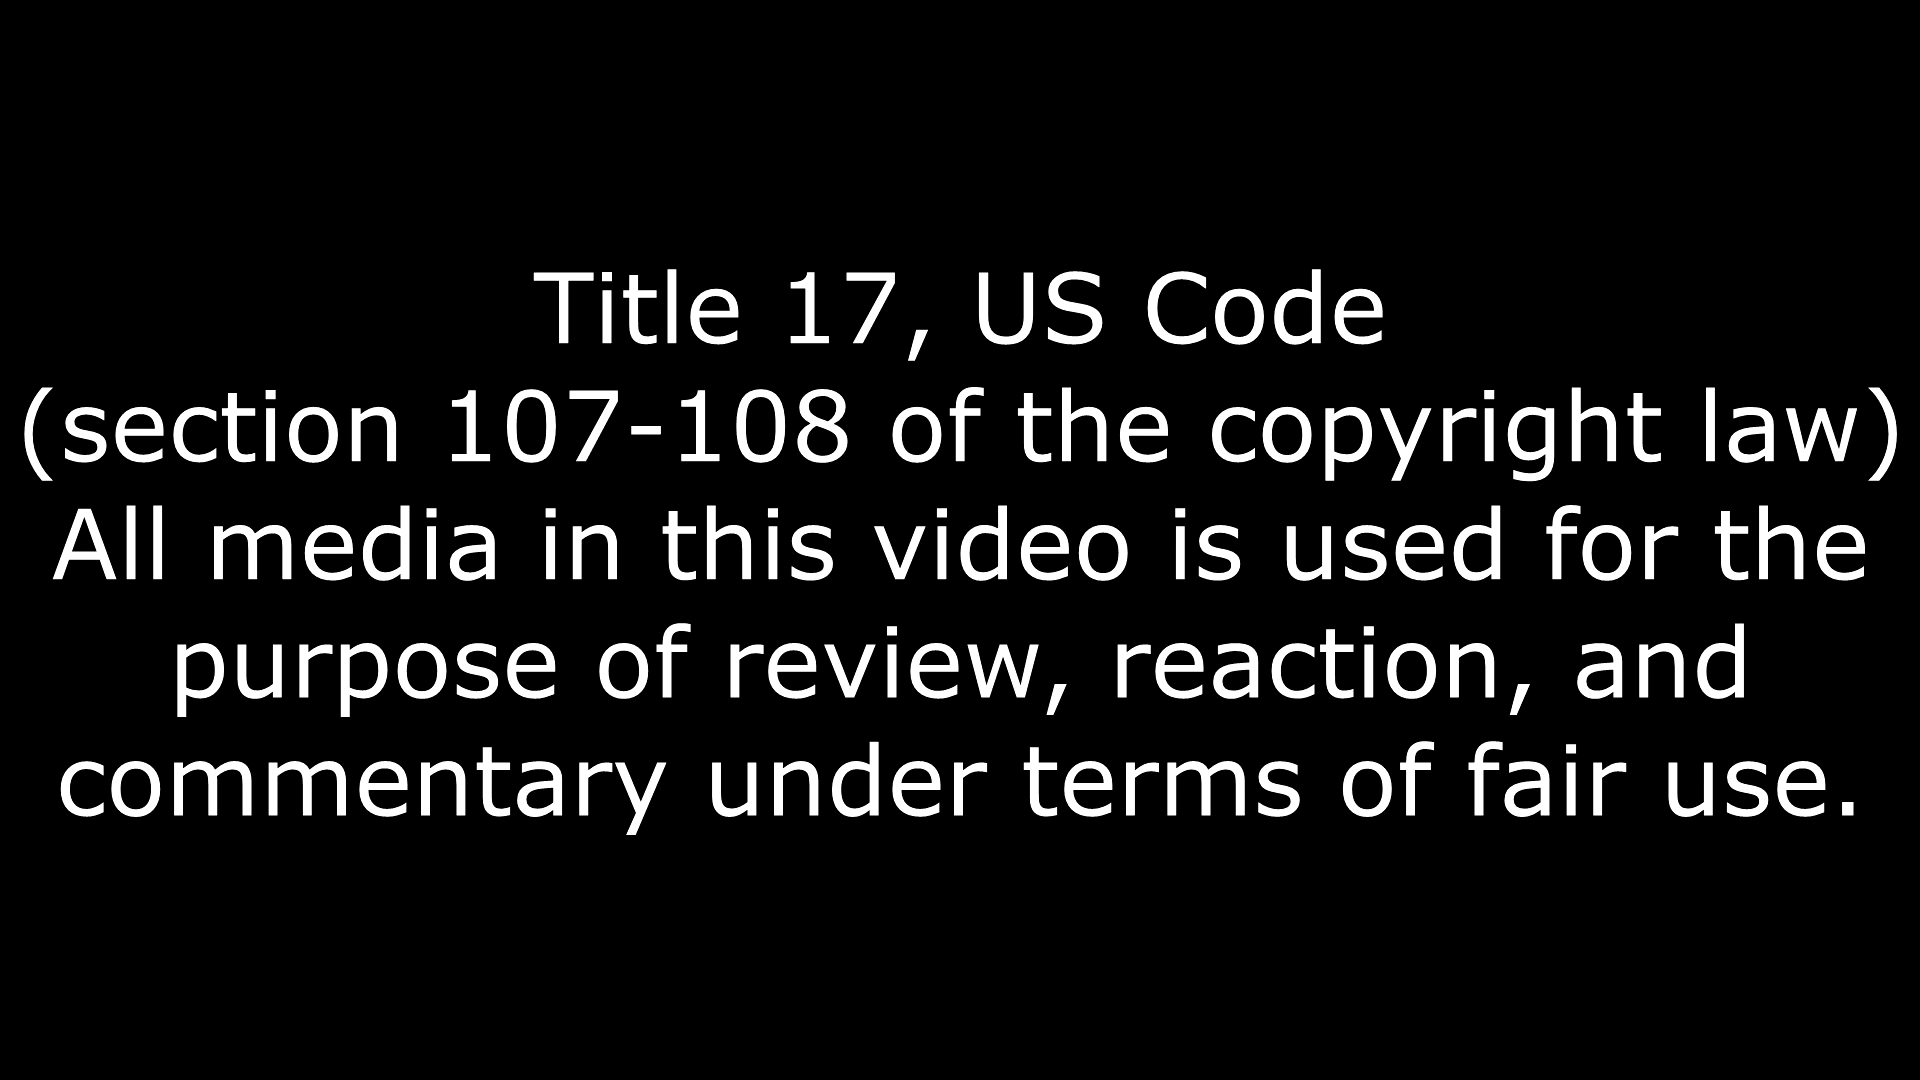 Title 17, US Code
(section 107-108 of the copyright law)
All media in this video is used for the
purpose of review, reaction, and
commentary under terms of fair use.